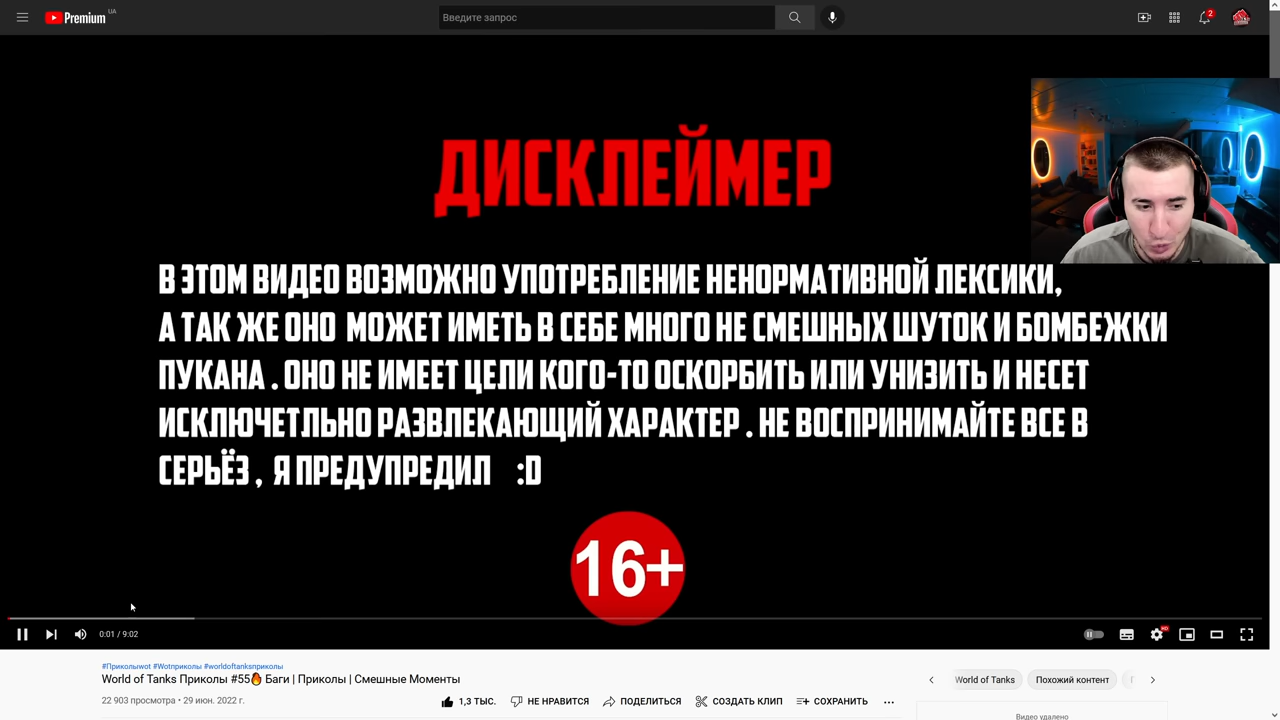 Premium UA
Введите запрос
2
ДИСКЛЕЙМЕР
В ЭТОМ ВИДЕО ВОЗМОЖНО УПОТРЕБЛЕНИЕ НЕНОРМАТИВНОЙ ЛЕКСИКИ,
А ТАК ЖЕ ОНО МОЖЕТ ИМЕТЬ В СЕБЕ МНОГО НЕ СМЕШНЫХ ШУТОК И БОМБЕЖКИ
ПУКАНА . ОНО НЕ ИМЕЕТ ЦЕЛИ КОГО-ТО ОСКОРБИТЬ ИЛИ УНИЗИТЬ И НЕСЕТ
ИСКЛЮЧЕТЛЬНО РАЗВЛЕКАЮЩИЙ ХАРАКТЕР . НЕ ВОСПРИНИМАЙТЕ ВСЕ В
СЕРЬЁЗ , Я ПРЕДУПРЕДИЛ :D
16+
0:01 / 9:02
HD
#Приколыwot #Wotприколы #worldoftanksприколы
World of Tanks Приколы #55🔥 Баги | Приколы | Смешные Моменты
22 903 просмотра • 29 июн. 2022 г.
1,3 ТЫС.
НЕ НРАВИТСЯ
ПОДЕЛИТЬСЯ
СОЗДАТЬ КЛИП
СОХРАНИТЬ
World of Tanks
Похожий контент
Видео удалено